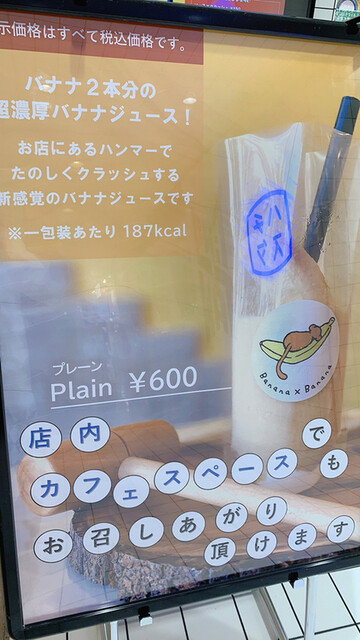 示価格はすべて税込価格です。
バナナ2本分の
超濃厚バナナジュース！
お店にあるハンマーで
たのしくクラッシュする
新感覚のバナナジュースです
※一包装あたり187kcal
バナ
スタ
Banana x Banana
プレーン
Plain ¥600
店内
カフェスペースでも
お召しあがり
頂けます